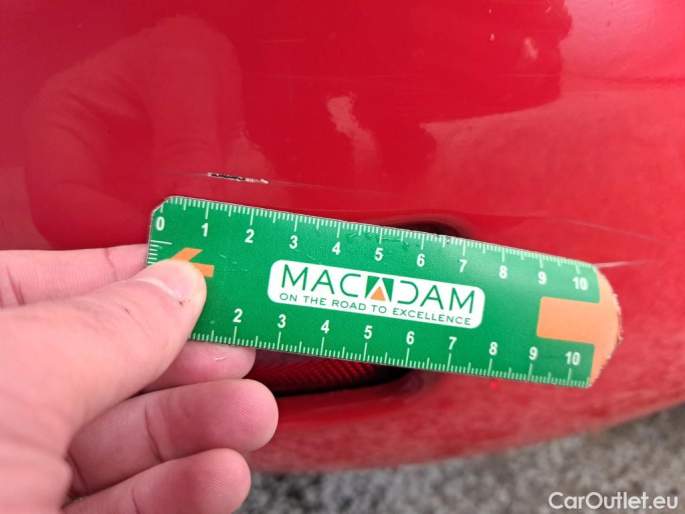 0 1 2 3 4 5 6 7 8 9 10
MACADAM
ON THE ROAD TO EXCELLENCE
2 3 4 5 6 7 8 9 10
CarOutlet.eu